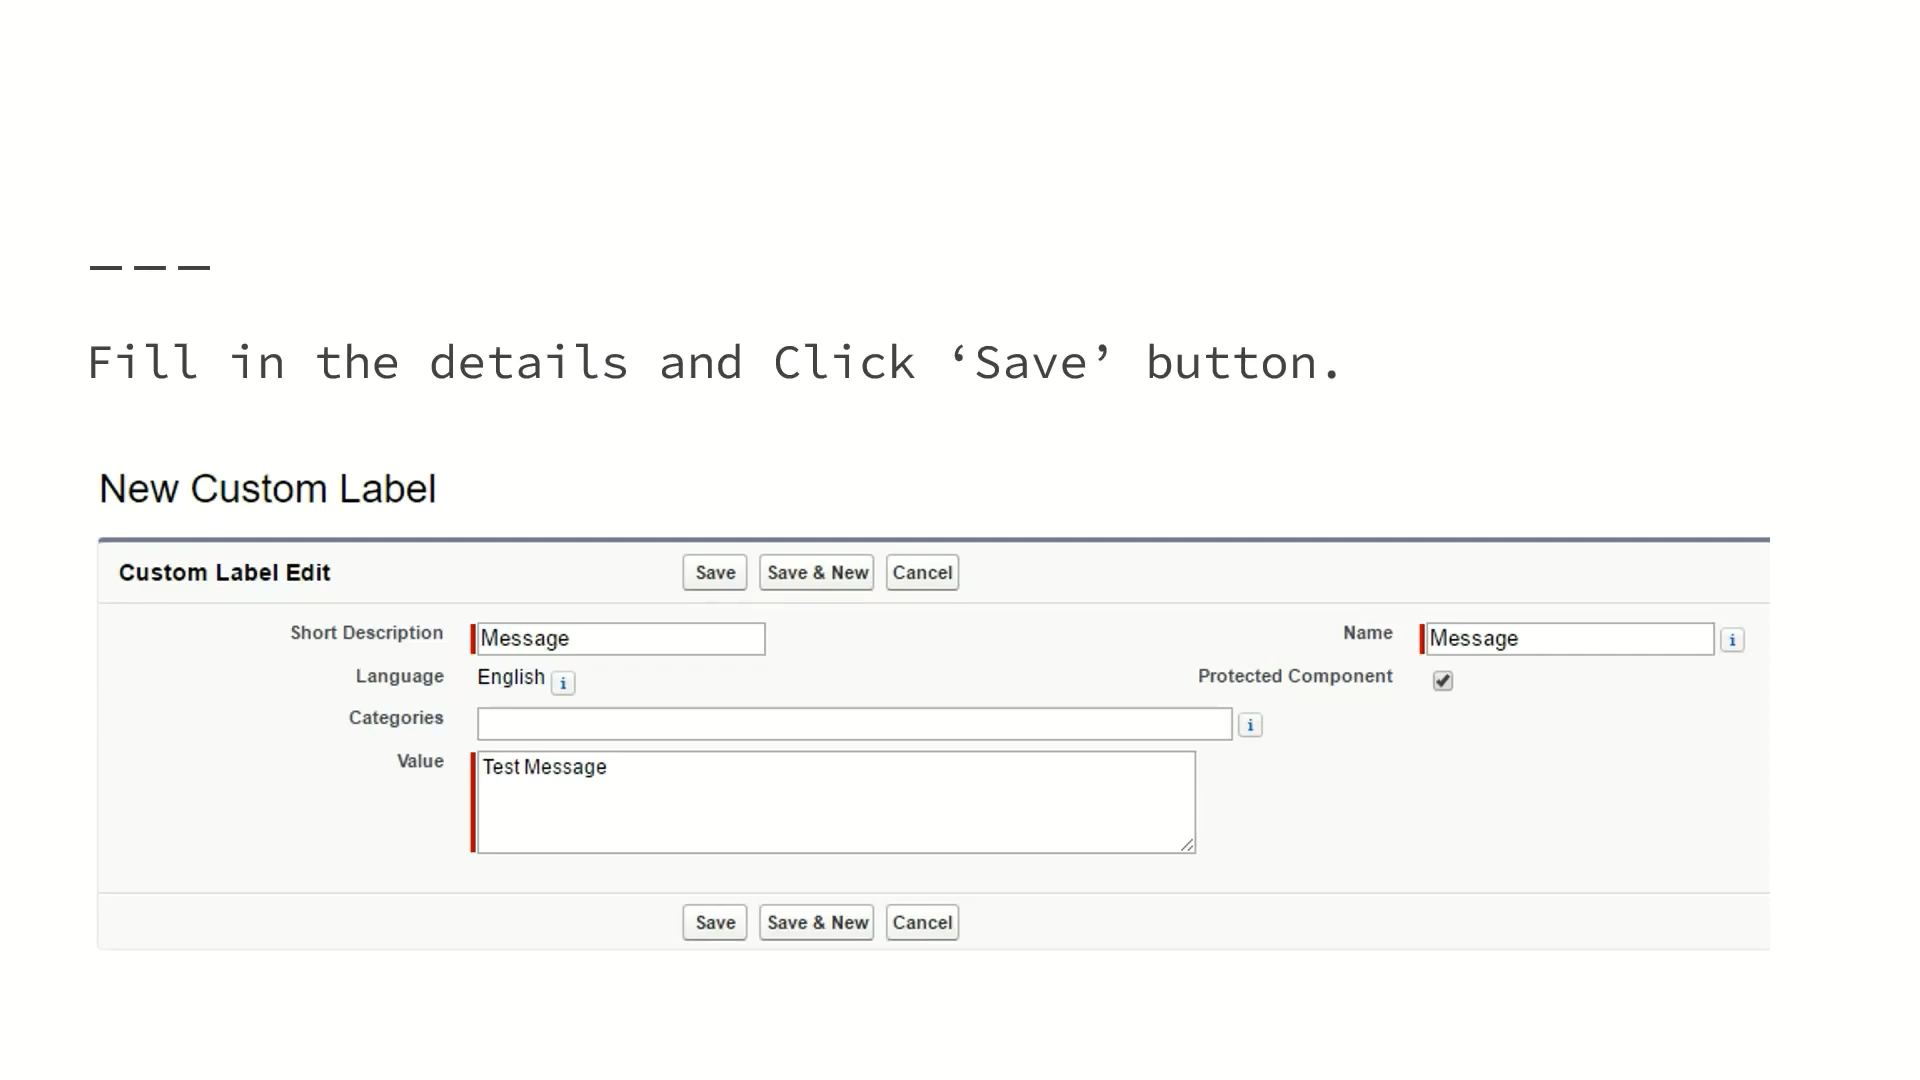 Fill in the details and Click ‘Save’ button.
New Custom Label
Custom Label Edit Save Save & New Cancel
Short Description Message Name Message i
Language English i Protected Component
Categories i
Value Test Message
Save Save & New Cancel